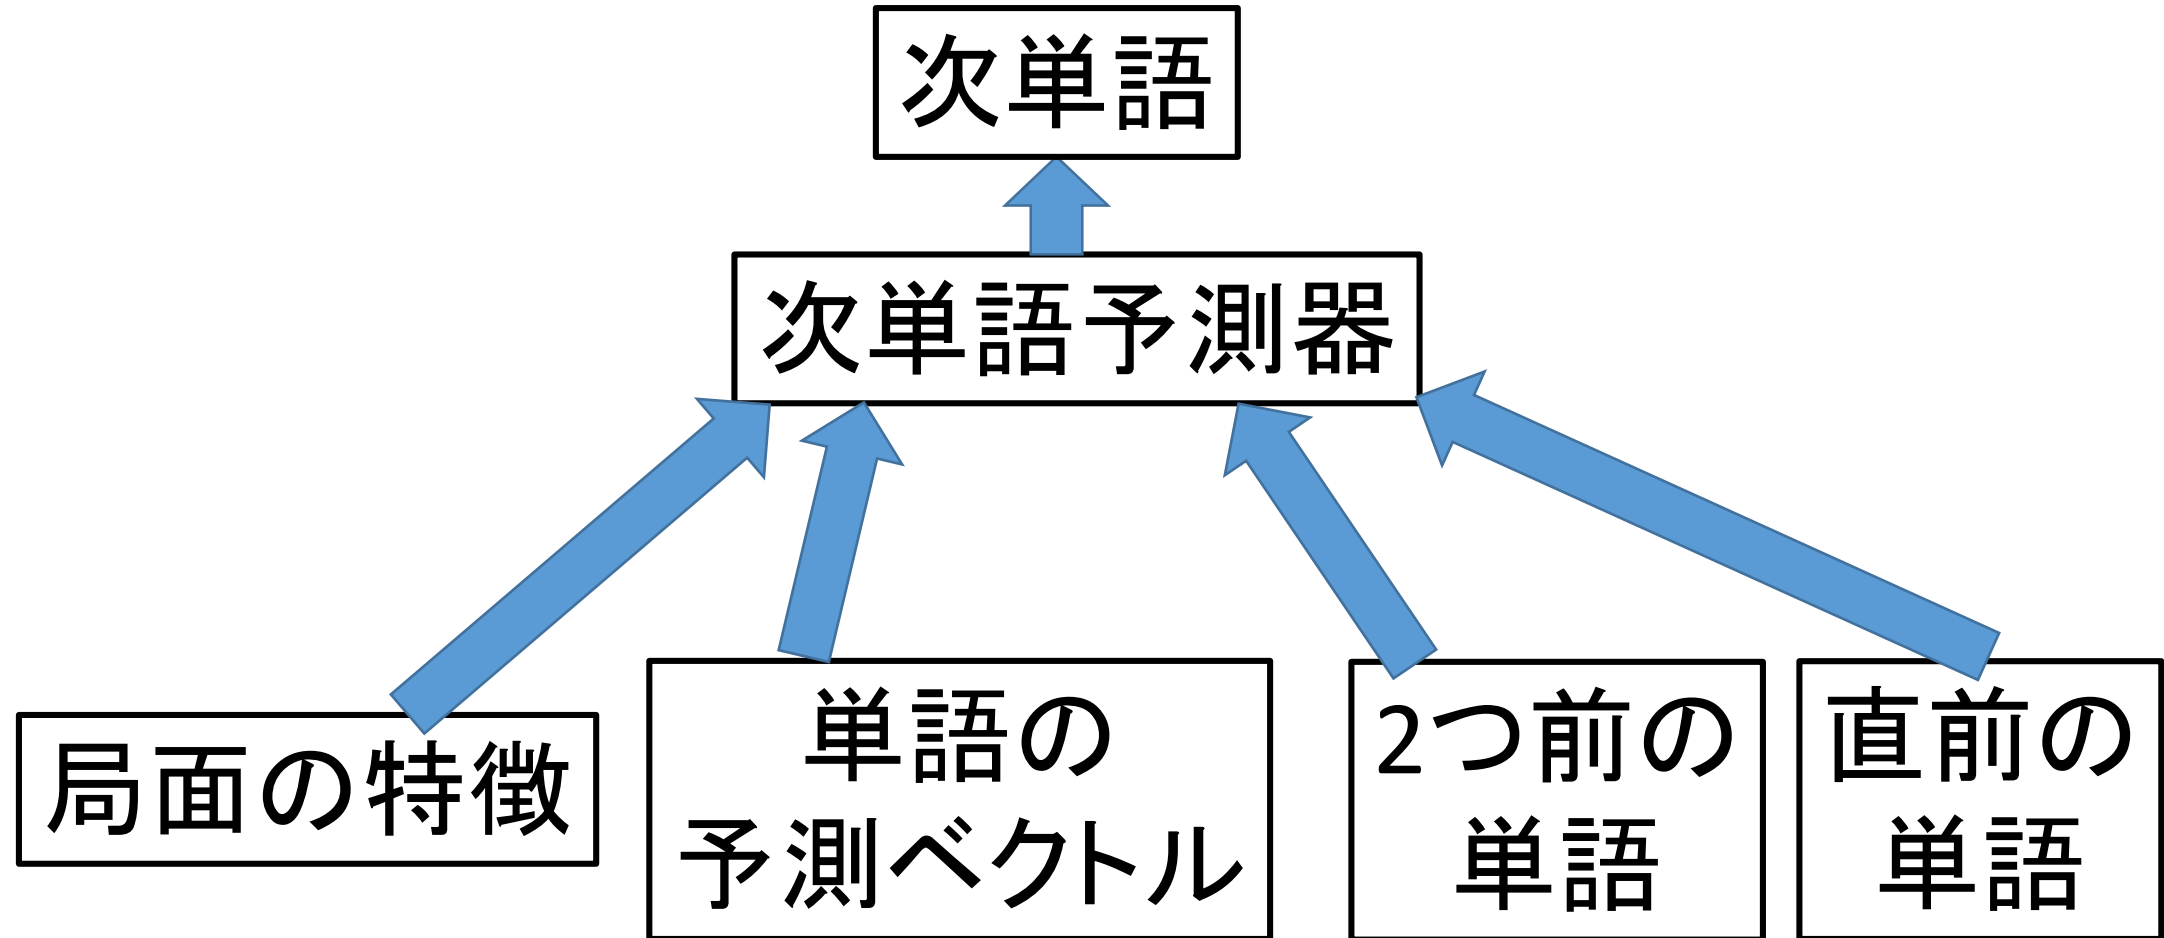 次単語
次単語予測器
局面の特徴
単語の
予測ベクトル
2つ前の
単語
直前の
単語